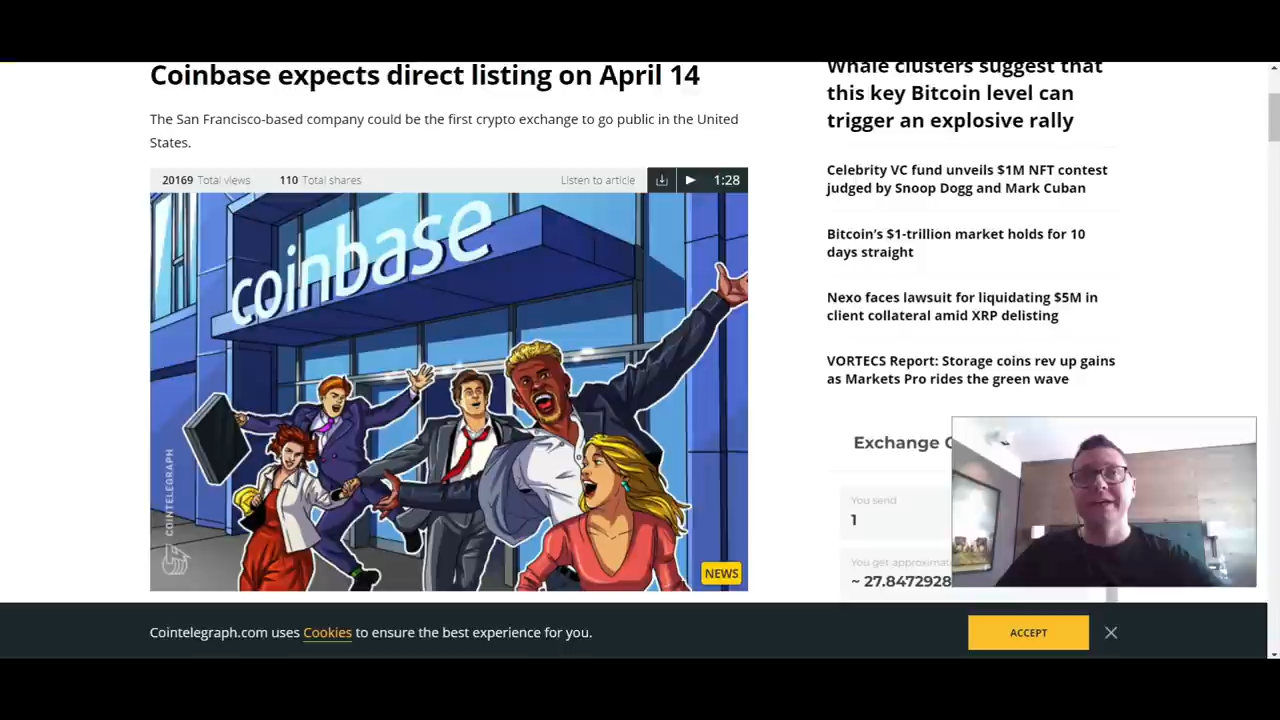 Coinbase expects direct listing on April 14
The San Francisco-based company could be the first crypto exchange to go public in the United
States.
20169 Total views 110 Total shares Listen to article 1:28
coinbase
COINTELEGRAPH
NEWS
Whale clusters suggest that
this key Bitcoin level can
trigger an explosive rally
Celebrity VC fund unveils $1M NFT contest
judged by Snoop Dogg and Mark Cuban
Bitcoin’s $1-trillion market holds for 10
days straight
Nexo faces lawsuit for liquidating $5M in
client collateral amid XRP delisting
VORTECS Report: Storage coins rev up gains
as Markets Pro rides the green wave
Exchange
You send
1
You get
~ 27.8472928
Cointelegraph.com uses Cookies to ensure the best experience for you.
ACCEPT